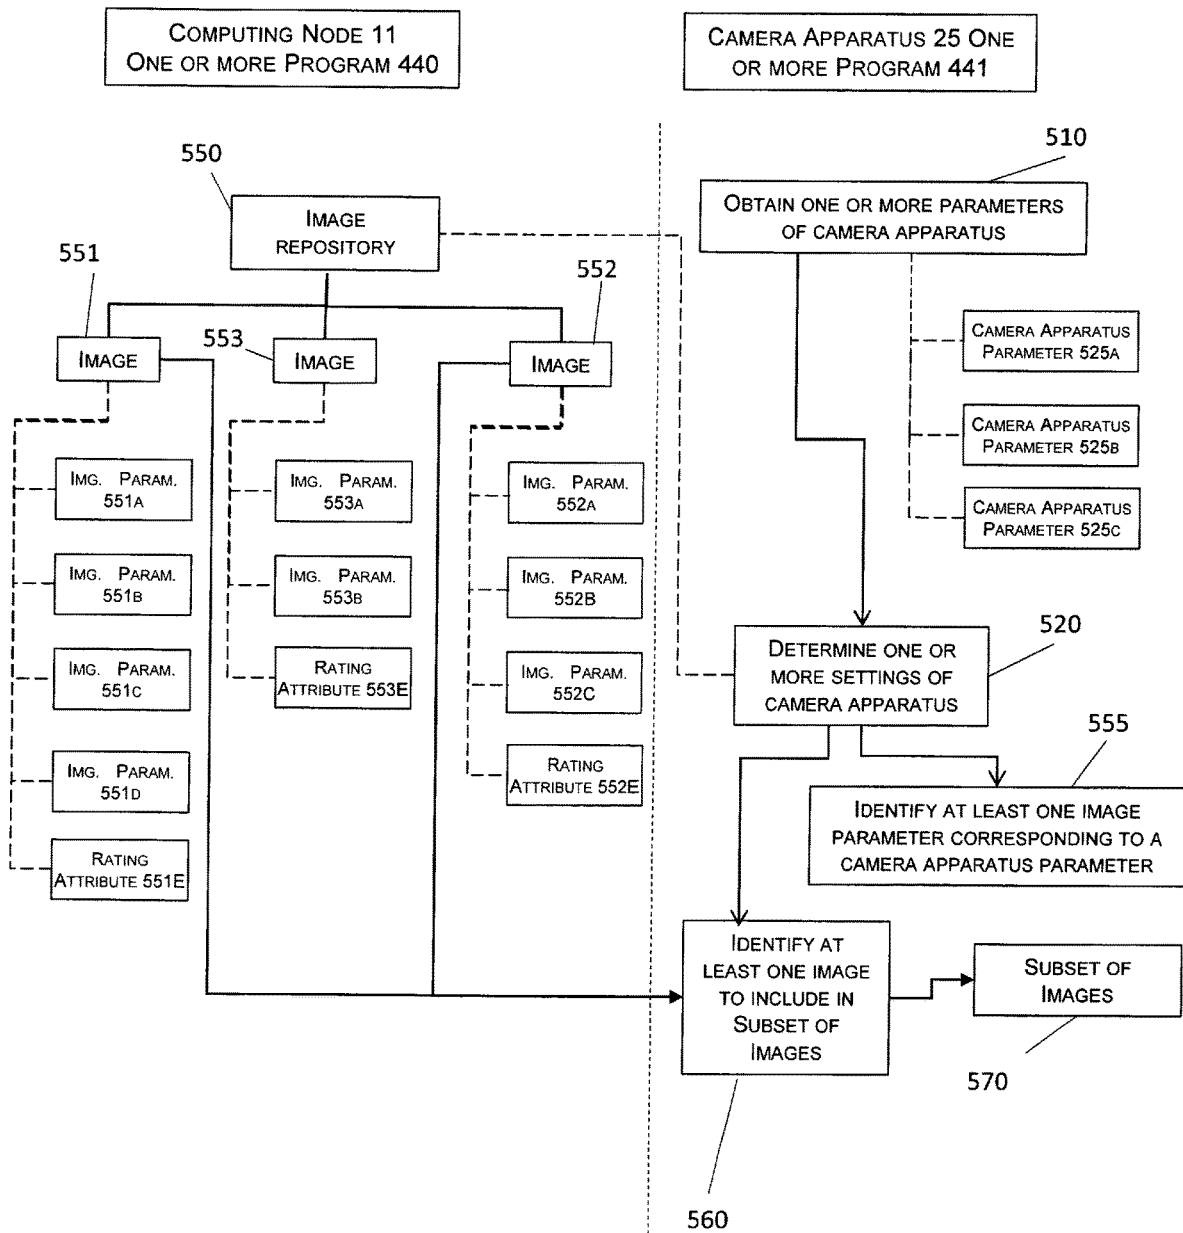 COMPUTING NODE 11
ONE OR MORE PROGRAM 440
CAMERA APPARATUS 25 ONE
OR MORE PROGRAM 441
550
IMAGE
REPOSITORY
551
IMAGE
553
IMAGE
552
IMAGE
IMG. PARAM.
551A
IMG. PARAM.
551B
IMG. PARAM.
551C
IMG. PARAM.
551D
RATING
ATTRIBUTE 551E
IMG. PARAM.
553A
IMG. PARAM.
553B
RATING
ATTRIBUTE 553E
IMG. PARAM.
552A
IMG. PARAM.
552B
IMG. PARAM.
552C
RATING
ATTRIBUTE 552E
510
OBTAIN ONE OR MORE PARAMETERS
OF CAMERA APPARATUS
CAMERA APPARATUS
PARAMETER 525A
CAMERA APPARATUS
PARAMETER 525B
CAMERA APPARATUS
PARAMETER 525C
520
DETERMINE ONE OR
MORE SETTINGS OF
CAMERA APPARATUS
555
IDENTIFY AT LEAST ONE IMAGE
PARAMETER CORRESPONDING TO A
CAMERA APPARATUS PARAMETER
IDENTIFY AT
LEAST ONE IMAGE
TO INCLUDE IN
SUBSET OF
IMAGES
560
SUBSET OF
IMAGES
570